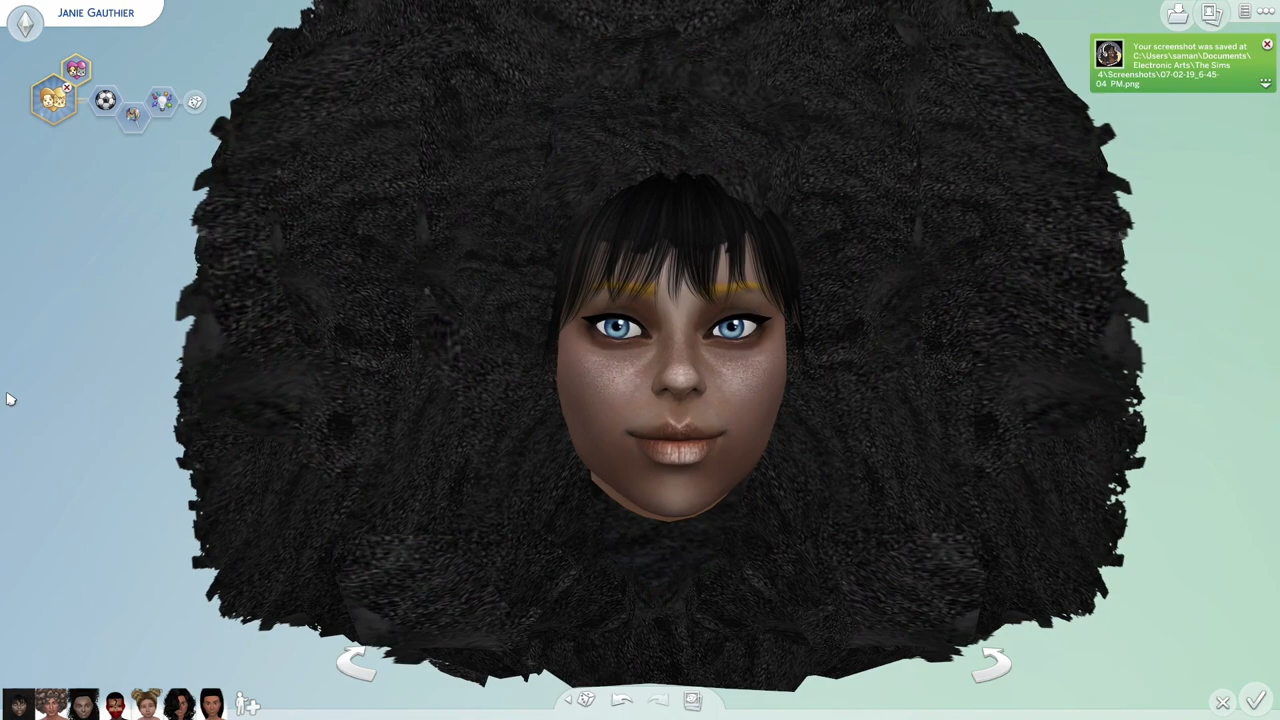 Janie Gauthier
Your screenshot was saved at
C:\Users\saman\Documents\
Electronic Arts\The Sims
4\Screenshots\07-02-19_6-45-
04 PM.png